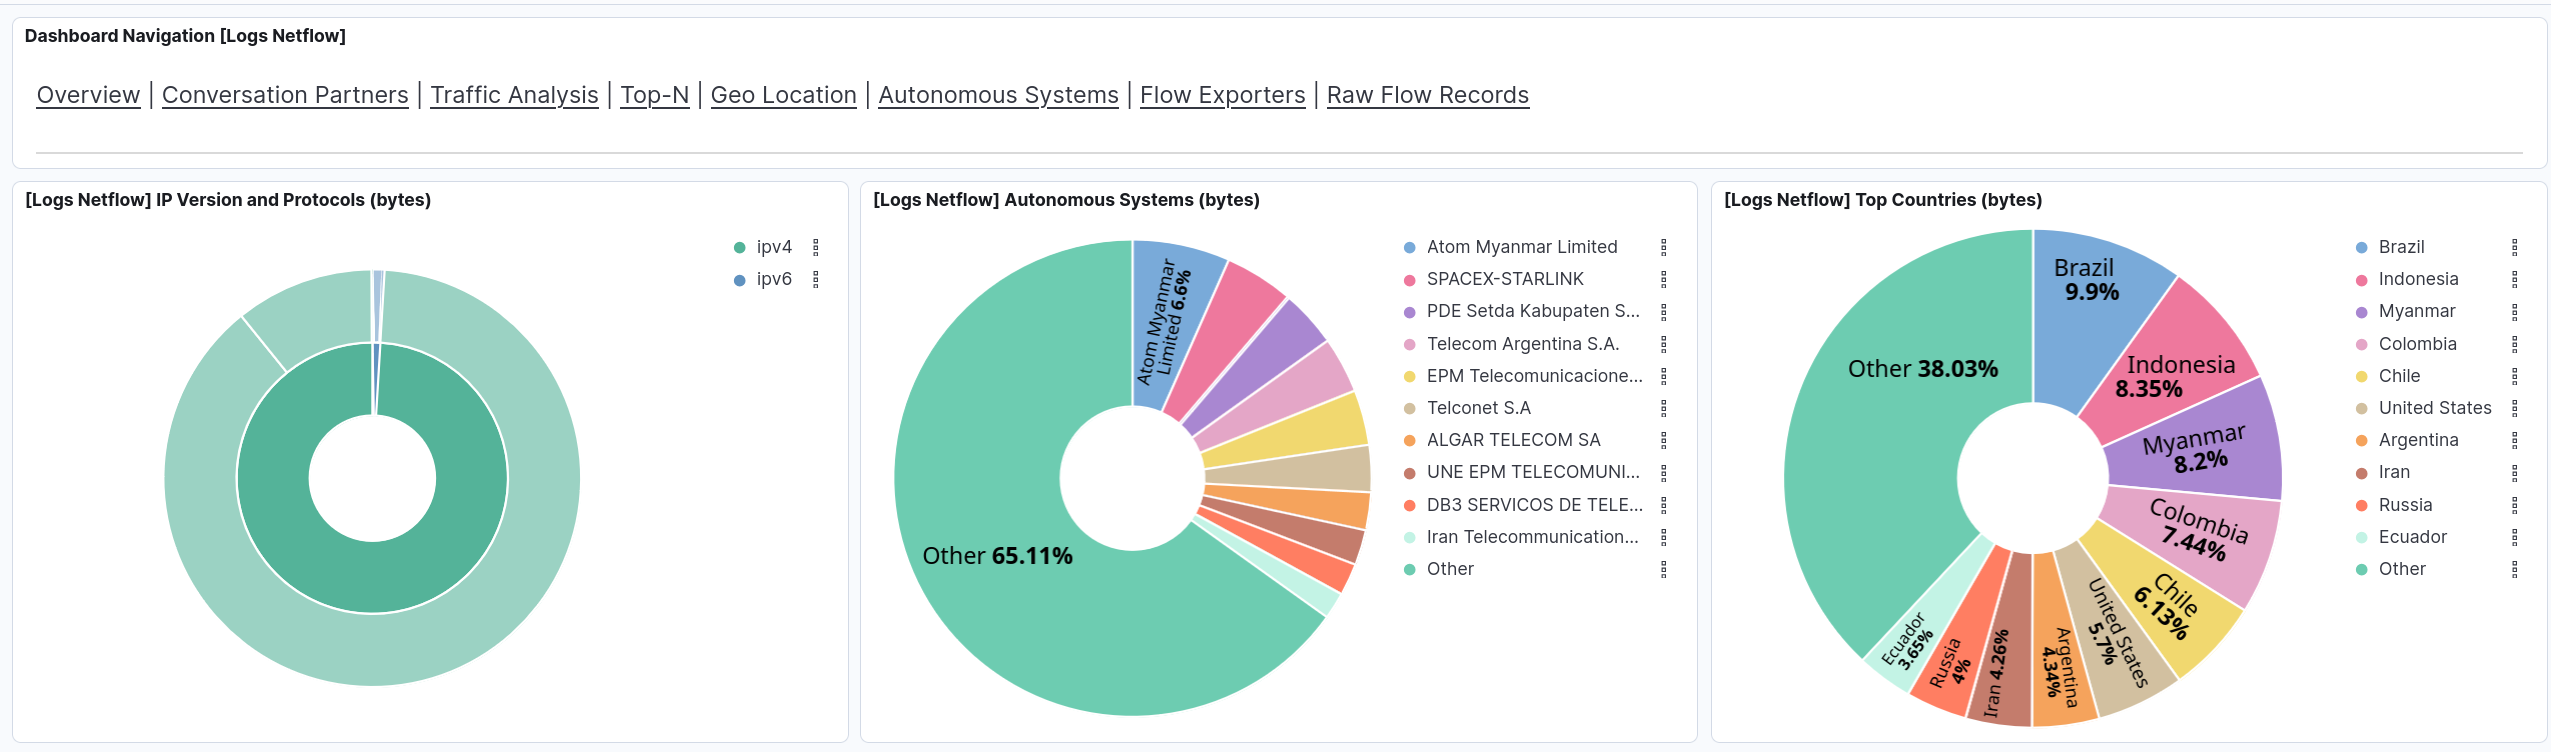 Dashboard Navigation [Logs Netflow]
Overview | Conversation Partners | Traffic Analysis | Top-N | Geo Location | Autonomous Systems | Flow Exporters | Raw Flow Records
[Logs Netflow] IP Version and Protocols (bytes)
ipv4
ipv6
[Logs Netflow] Autonomous Systems (bytes)
Atom Myanmar
Limited 6.6%
Other 65.11%
Atom Myanmar Limited
SPACEX-STARLINK
PDE Setda Kabupaten S...
Telecom Argentina S.A.
EPM Telecomunicacione...
Telconet S.A
ALGAR TELECOM SA
UNE EPM TELECOMUNI...
DB3 SERVICOS DE TELE...
Iran Telecommunication...
Other
[Logs Netflow] Top Countries (bytes)
Brazil
9.9%
Indonesia
8.35%
Myanmar
8.2%
Colombia
7.44%
Chile
6.13%
United States
5.7%
Argentina
4.34%
Iran 4.26%
Russia
4%
Ecuador
3.65%
Other 38.03%
Brazil
Indonesia
Myanmar
Colombia
Chile
United States
Argentina
Iran
Russia
Ecuador
Other